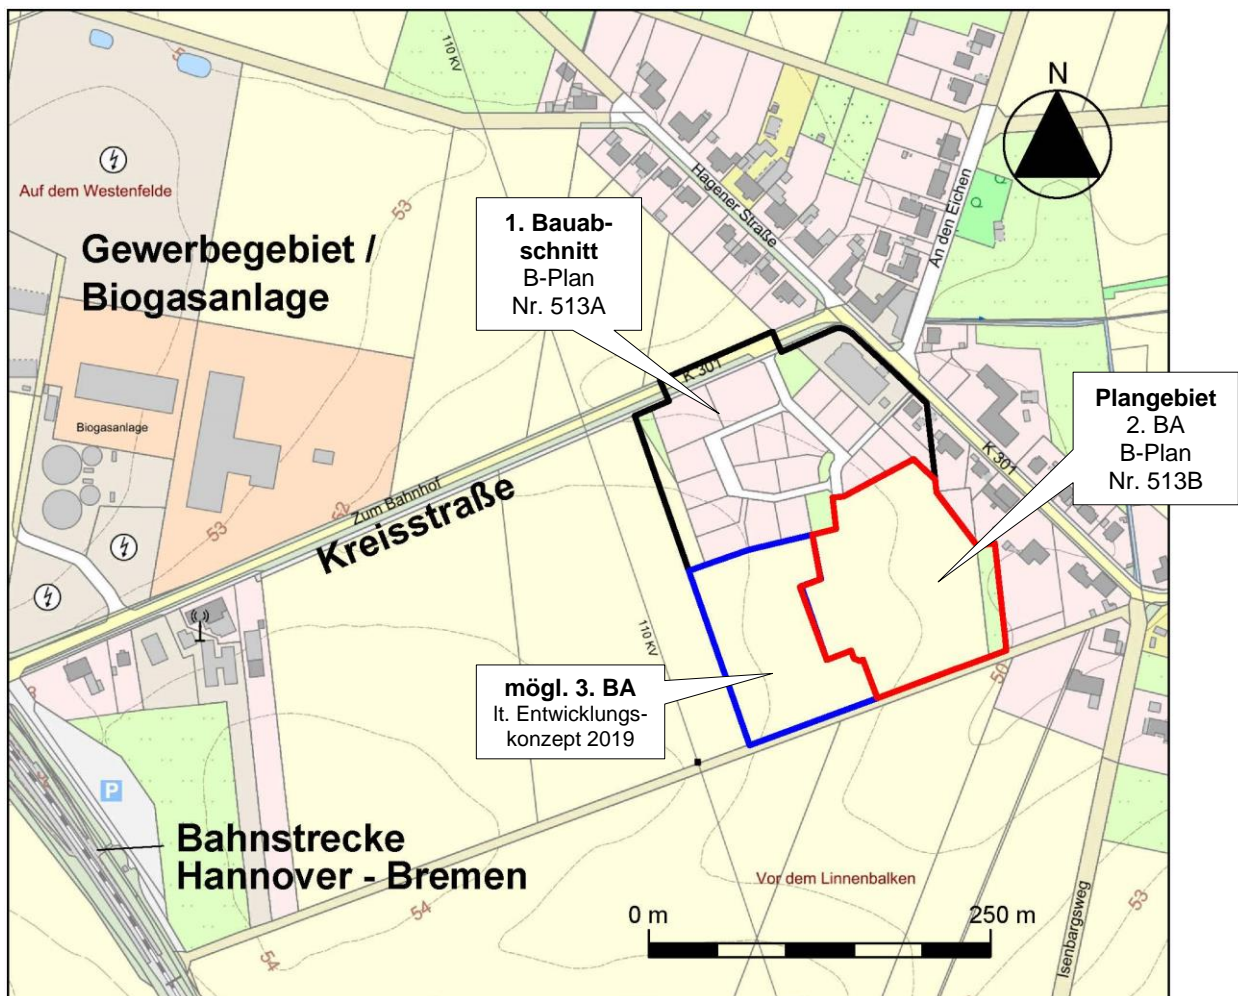 110 KV
N
53
Auf dem Westenfelde
Hagener Straße
An den Eichen
Gewerbegebiet /
Biogasanlage
1. Bauab-
schnitt
B-Plan
Nr. 513A
K 301
Plangebiet
2. BA
B-Plan
Nr. 513B
Biogasanlage
K 301
Zum Bahnhof
Kreisstraße
52
53
110 KV
mögl. 3. BA
lt. Entwicklungs-
konzept 2019
50
P
Bahnstrecke
Hannover - Bremen
Vor dem Linnenbalken
54
54
53
0 m
250 m
Isenbargsweg